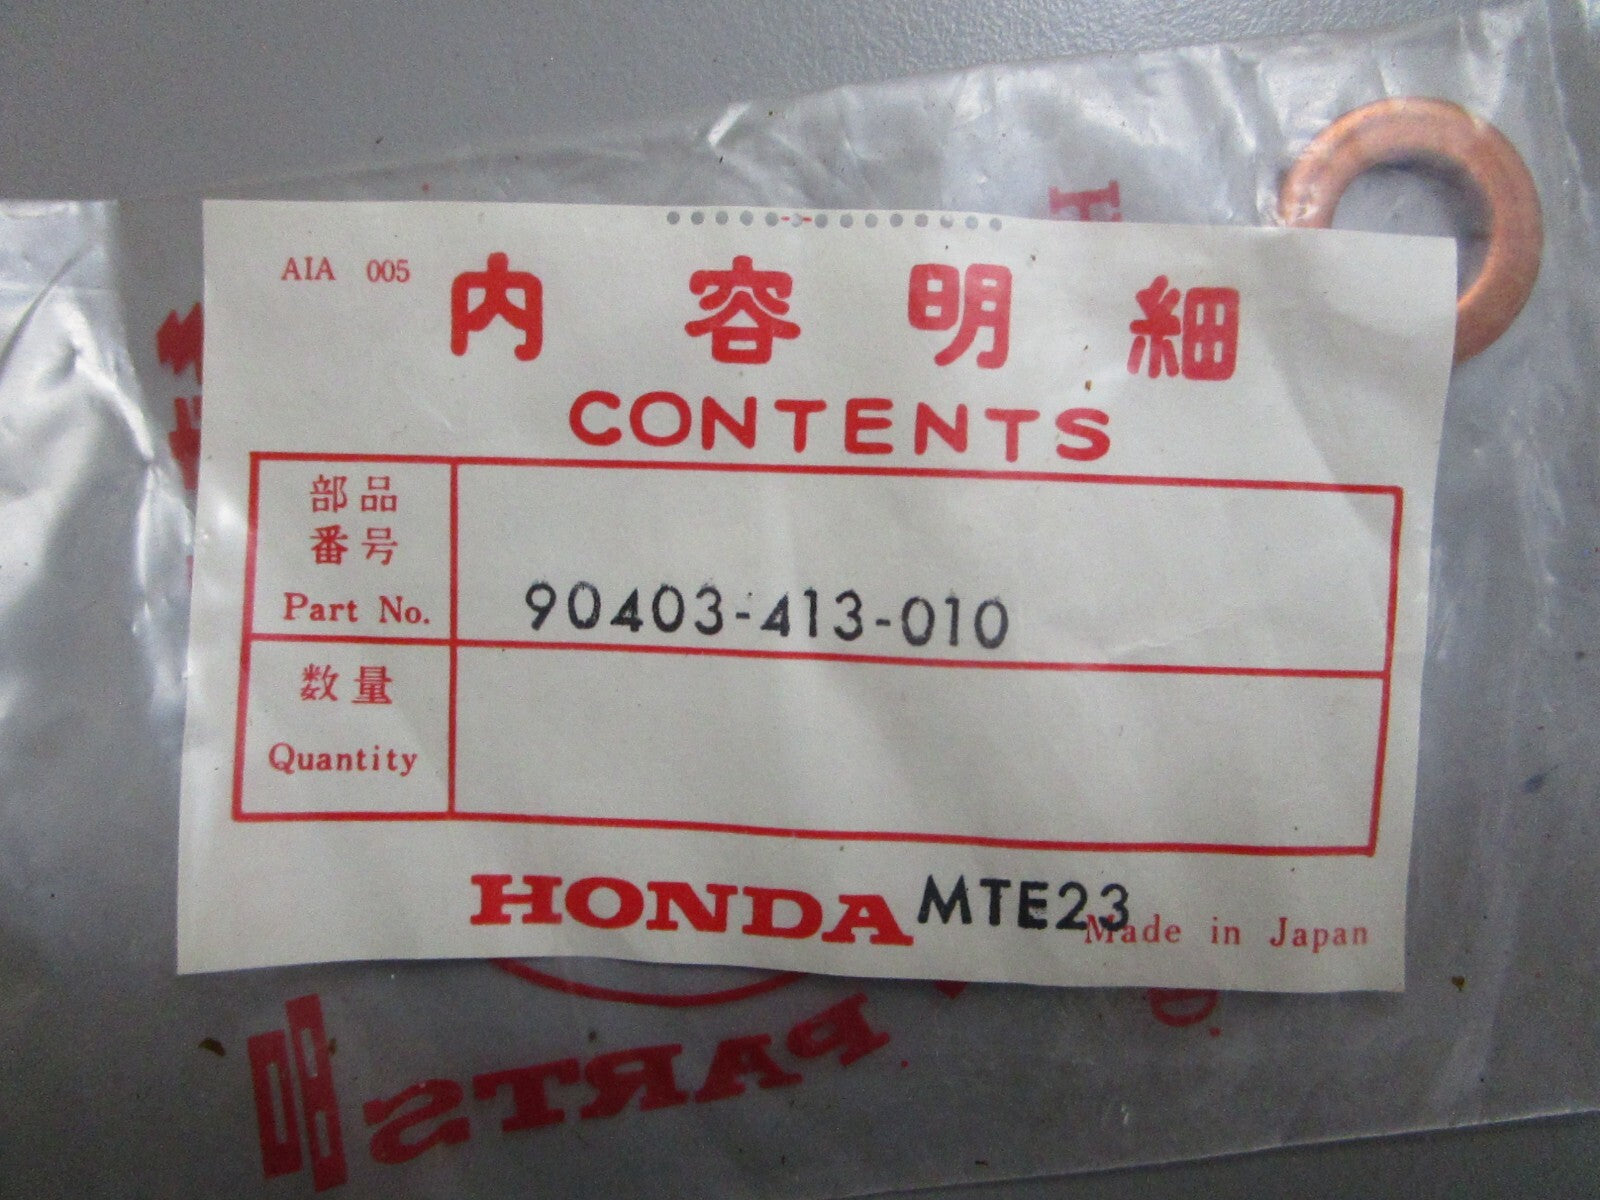 AIA 005
内容明細
CONTENTS
部品
番号
Part No.
90403-413-010
数量
Quantity
HONDA
MTE23
Made in Japan
PARTS